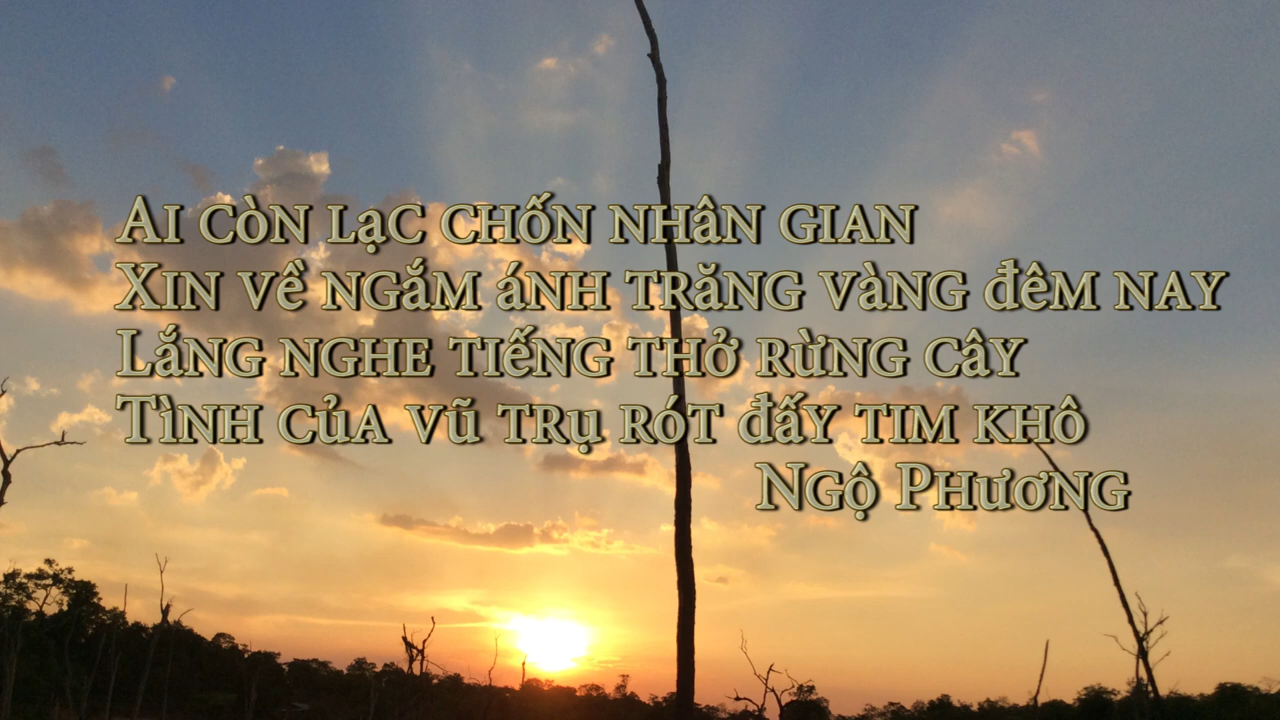 Ai còn lạc chốn nhân gian
Xin về ngắm ánh trăng vàng đêm nay
Lắng nghe tiếng thở rừng cây
Tình của vũ trụ rót đấy tim khô
Ngộ Phương